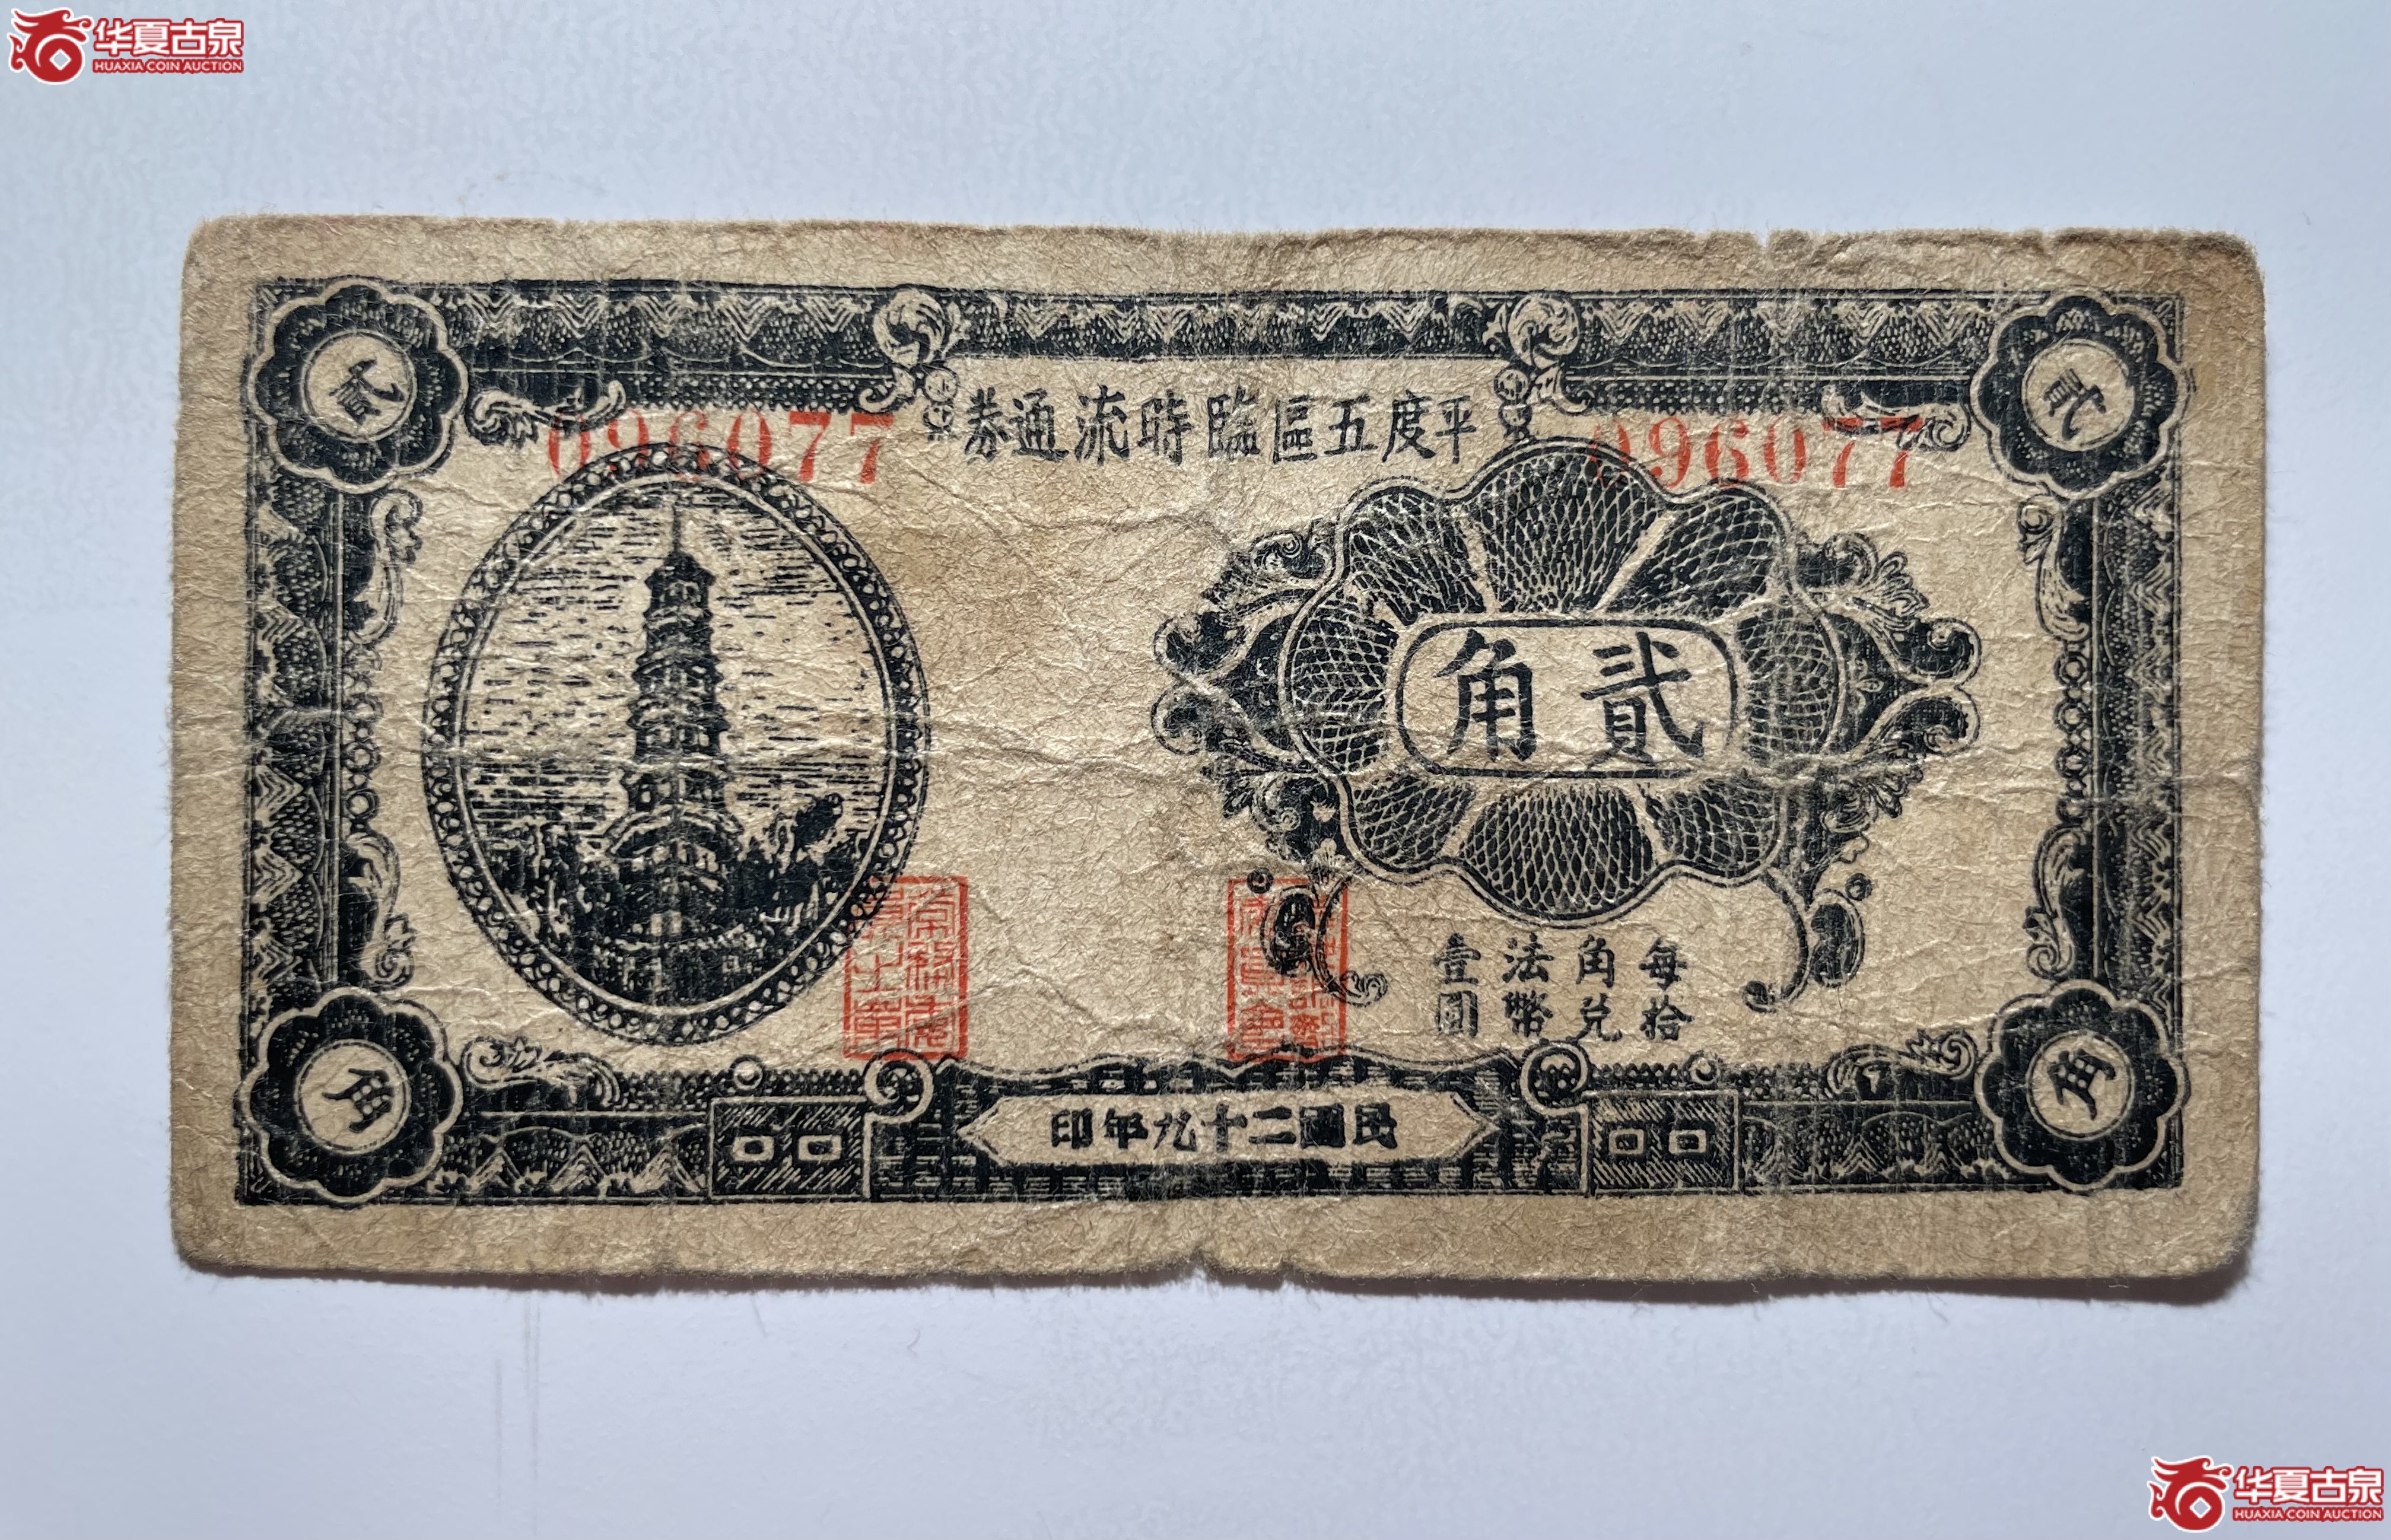 华夏古泉
HUAXIA COIN AUCTION
貳
貳
平度五區臨時流通券
096077
096077
貳角
每拾
角兑
法幣
壹圓
角
角
民國二十九年印
华夏古泉
HUAXIA COIN AUCTION